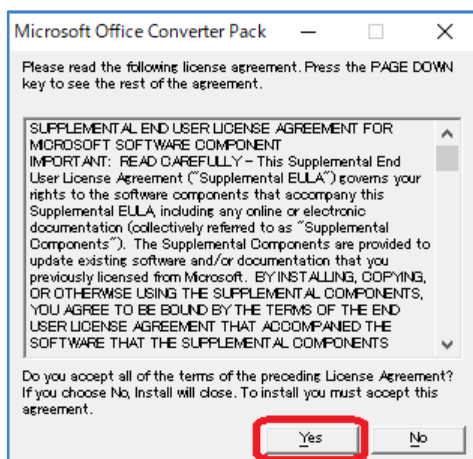 Microsoft Office Converter Pack
Please read the following license agreement. Press the PAGE DOWN
key to see the rest of the agreement.
SUPPLEMENTAL END USER LICENSE AGREEMENT FOR
MICROSOFT SOFTWARE COMPONENT
IMPORTANT: READ CAREFULLY - This Supplemental End
User License Agreement ("Supplemental EULA") governs your
rights to the software components that accompany this
Supplemental EULA, including any online or electronic
documentation (collectively referred to as "Supplemental
Components"). The Supplemental Components are provided to
update existing software and/or documentation that you
previously licensed from Microsoft. BY INSTALLING, COPYING,
OR OTHERWISE USING THE SUPPLEMENTAL COMPONENTS,
YOU AGREE TO BE BOUND BY THE TERMS OF THE END
USER LICENSE AGREEMENT THAT ACCOMPANIED THE
SOFTWARE THAT THE SUPPLEMENTAL COMPONENTS
Do you accept all of the terms of the preceding License Agreement?
If you choose No, Install will close. To install you must accept this
agreement.
Yes
No